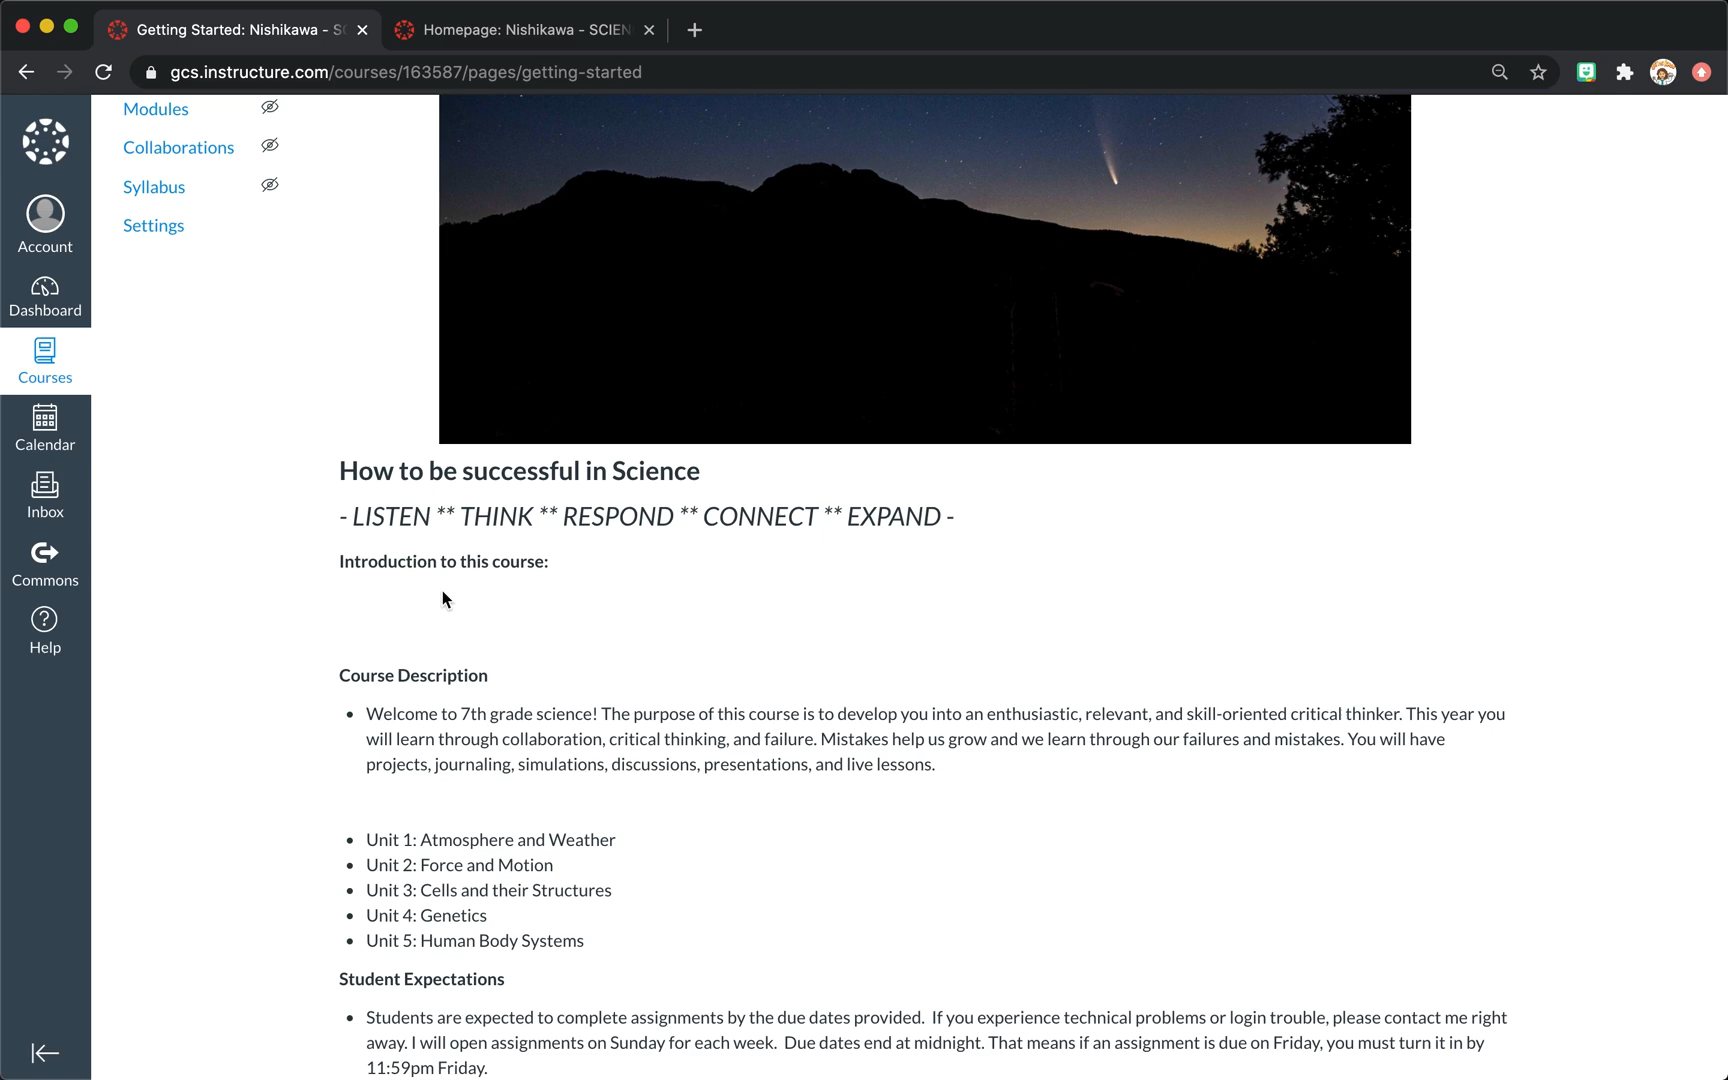 Getting Started: Nishikawa - SC
Homepage: Nishikawa - SCIEN
gcs.instructure.com/courses/163587/pages/getting-started
Modules
Collaborations
Syllabus
Settings
Account
Dashboard
Courses
Calendar
Inbox
Commons
Help
How to be successful in Science
- LISTEN ** THINK ** RESPOND ** CONNECT ** EXPAND -
Introduction to this course:
Course Description
• Welcome to 7th grade science! The purpose of this course is to develop you into an enthusiastic, relevant, and skill-oriented critical thinker. This year you
will learn through collaboration, critical thinking, and failure. Mistakes help us grow and we learn through our failures and mistakes. You will have
projects, journaling, simulations, discussions, presentations, and live lessons.
• Unit 1: Atmosphere and Weather
• Unit 2: Force and Motion
• Unit 3: Cells and their Structures
• Unit 4: Genetics
• Unit 5: Human Body Systems
Student Expectations
• Students are expected to complete assignments by the due dates provided.  If you experience technical problems or login trouble, please contact me right
away. I will open assignments on Sunday for each week.  Due dates end at midnight. That means if an assignment is due on Friday, you must turn it in by
11:59pm Friday.